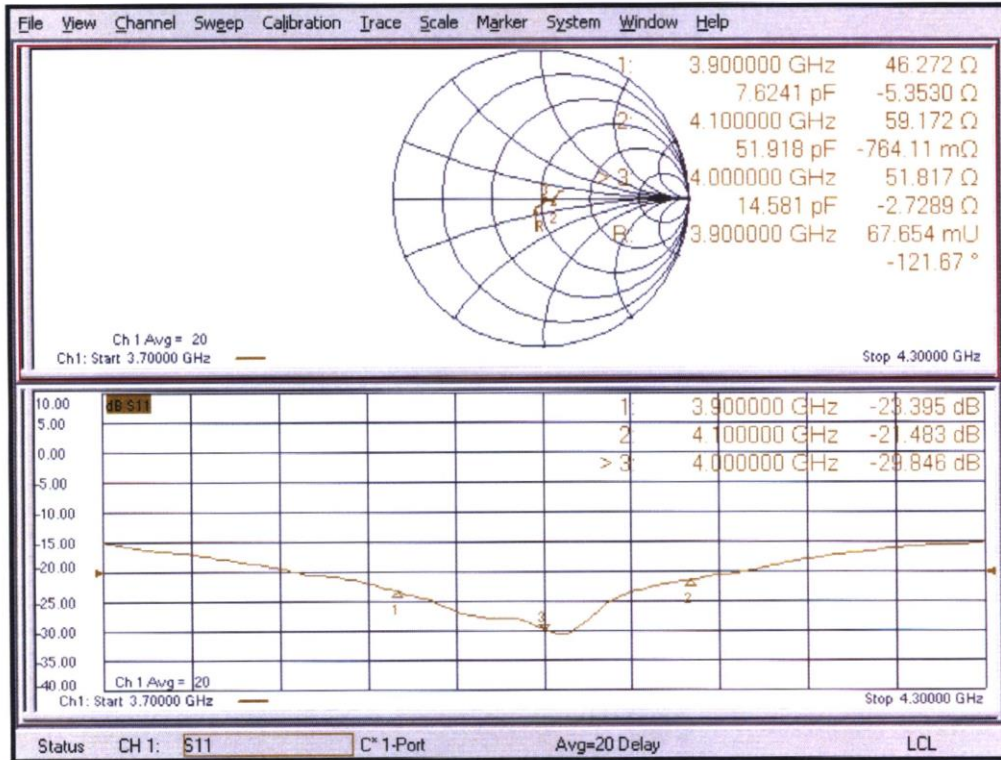 File View Channel Sweep Calibration Trace Scale Marker System Window Help
1: 3.900000 GHz 46.272 Ω
7.6241 pF -5.3530 Ω
2: 4.100000 GHz 59.172 Ω
51.918 pF -764.11 mΩ
> 3: 4.000000 GHz 51.817 Ω
14.581 pF -2.7289 Ω
R: 3.900000 GHz 67.654 mU
-121.67 °
3
2
R
Ch 1 Avg = 20
Ch1: Start 3.70000 GHz
Stop 4.30000 GHz
dB S11
10.00
5.00
0.00
-5.00
-10.00
-15.00
-20.00
-25.00
-30.00
-35.00
-40.00
1: 3.900000 GHz -23.395 dB
2: 4.100000 GHz -21.483 dB
> 3: 4.000000 GHz -29.846 dB
1
3
2
Ch 1 Avg = 20
Ch1: Start 3.70000 GHz
Stop 4.30000 GHz
Status CH 1: S11 C* 1-Port Avg=20 Delay LCL